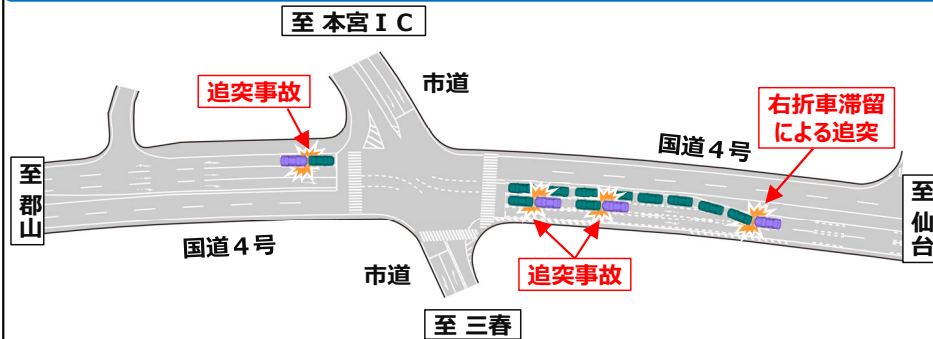 至 本宮ＩＣ
市道
追突事故
右折車滞留
による追突
国道４号
至 郡山
至 仙台
国道４号
市道
追突事故
至 三春